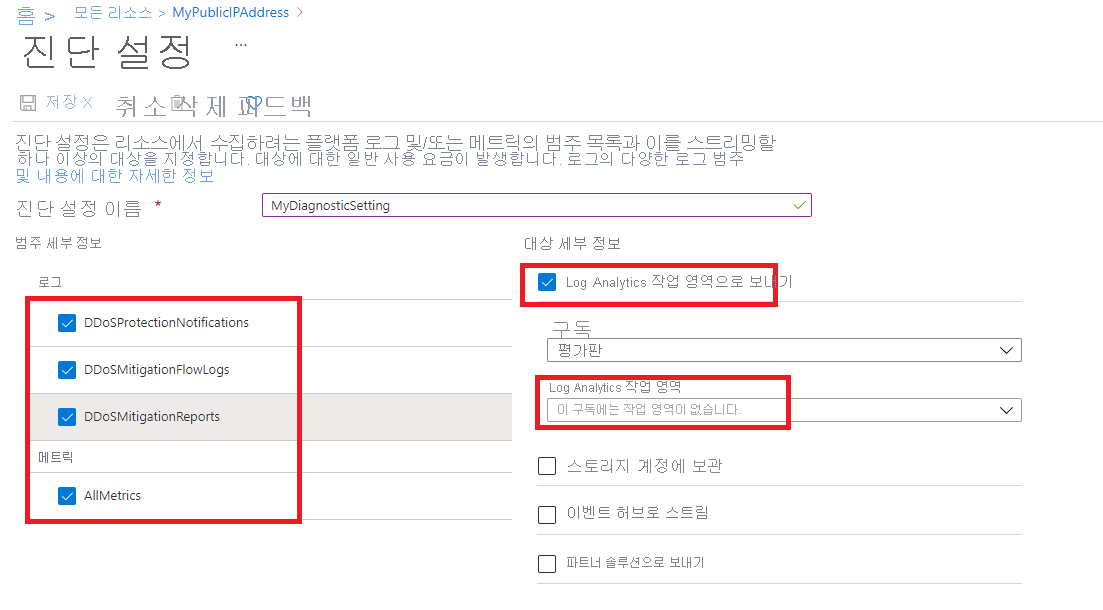 홈 > 모든 리소스 > MyPublicIPAddress >
진단 설정 ...
저장 X 취소 삭제 피드백
진단 설정은 리소스에서 수집하려는 플랫폼 로그 및/또는 메트릭의 범주 목록과 이를 스트리밍할
하나 이상의 대상을 지정합니다. 대상에 대한 일반 사용 요금이 발생합니다. 로그의 다양한 로그 범주
및 내용에 대한 자세한 정보
진단 설정 이름 *
MyDiagnosticSetting
범주 세부 정보
로그
DDoSProtectionNotifications
DDoSMitigationFlowLogs
DDoSMitigationReports
메트릭
AllMetrics
대상 세부 정보
Log Analytics 작업 영역으로 보내기
구독
평가판
Log Analytics 작업 영역
이 구독에는 작업 영역이 없습니다.
스토리지 계정에 보관
이벤트 허브로 스트림
파트너 솔루션으로 보내기